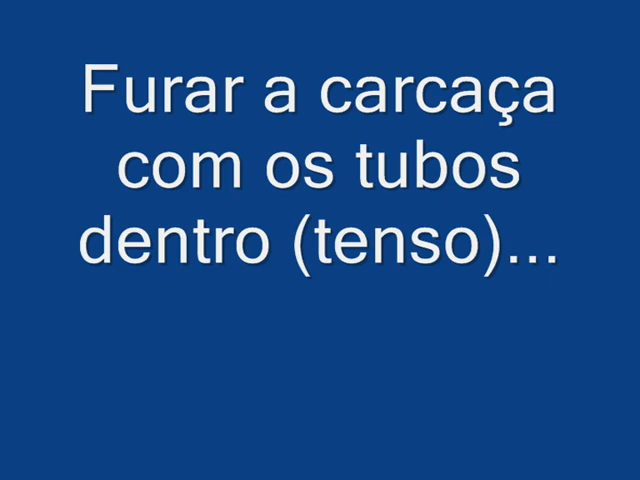 Furar a carcaça
com os tubos
dentro (tenso)...